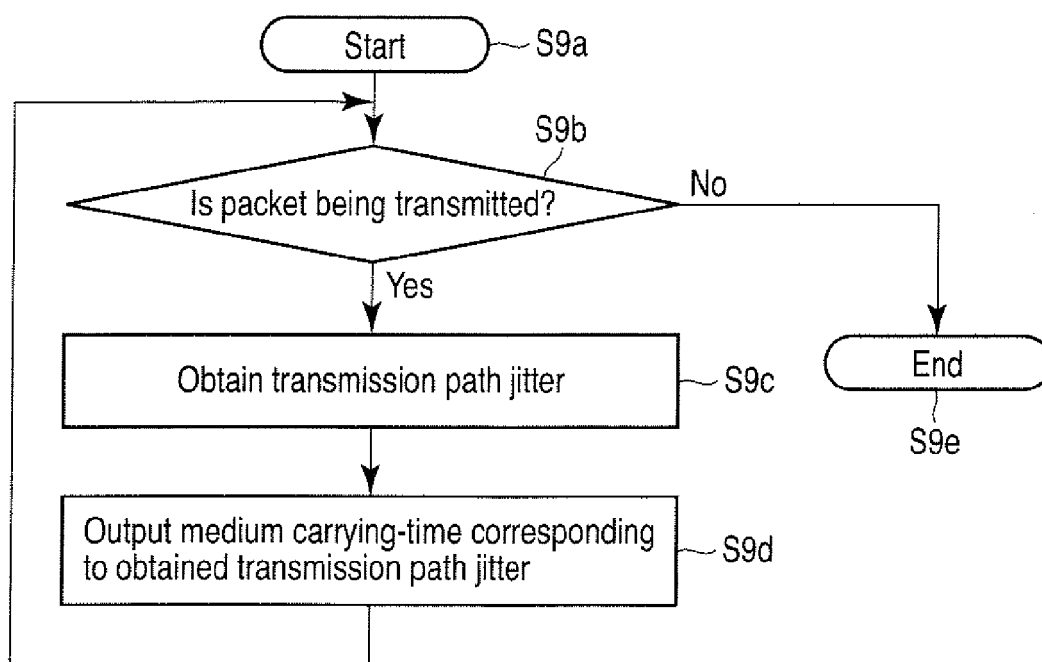 Start
S9a
S9b
Is packet being transmitted?
No
Yes
Obtain transmission path jitter
S9c
End
S9e
Output medium carrying-time corresponding
to obtained transmission path jitter
S9d